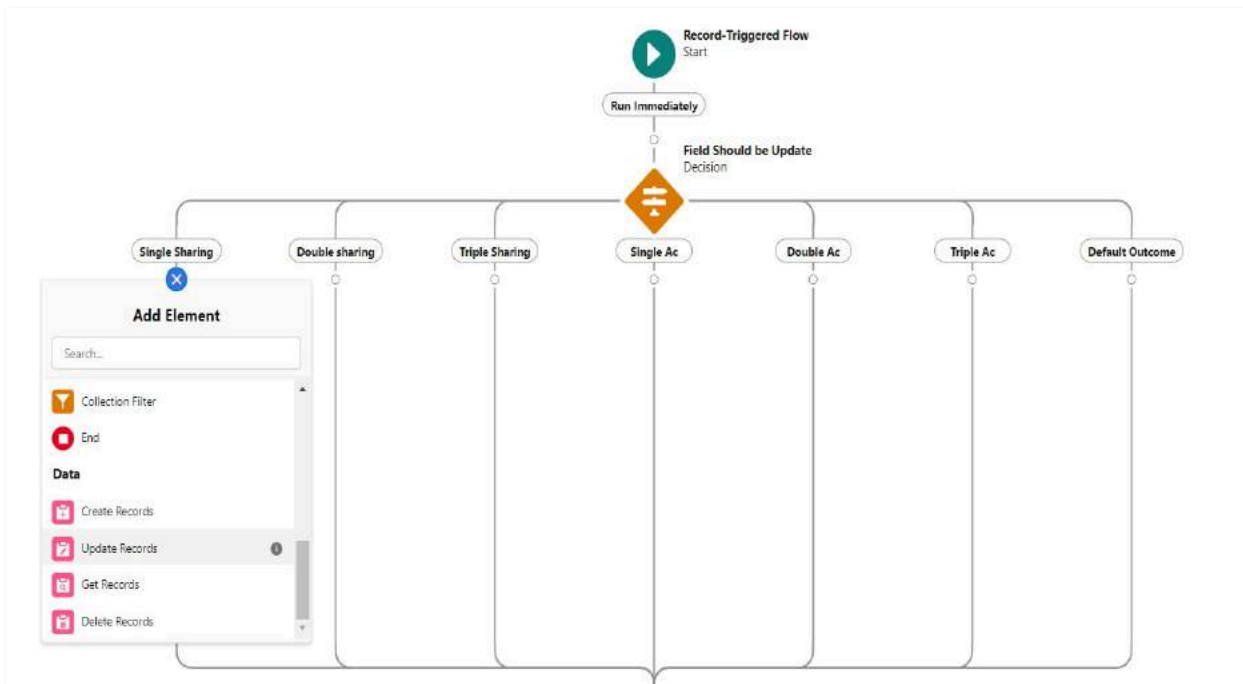 Record-Triggered Flow
Start
Run Immediately
Field Should be Update
Decision
Single Sharing
Double sharing
Triple Sharing
Single Ac
Double Ac
Triple Ac
Default Outcome
Add Element
Search...
Collection Filter
End
Data
Create Records
Update Records
Get Records
Delete Records